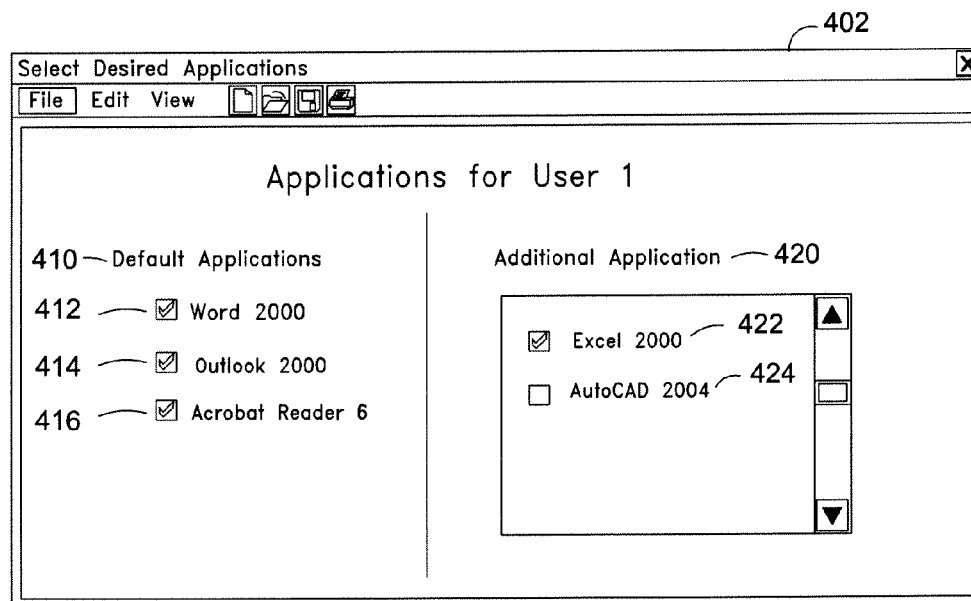 402
Select Desired Applications
File Edit View
Applications for User 1
410 Default Applications
412 Word 2000
414 Outlook 2000
416 Acrobat Reader 6
Additional Application 420
Excel 2000 422
AutoCAD 2004 424